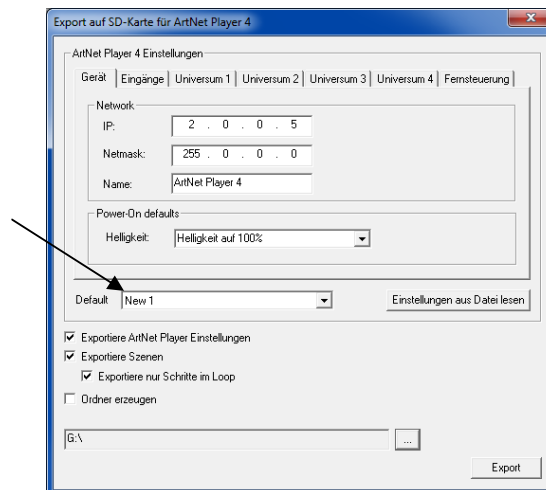 Export auf SD-Karte für ArtNet Player 4
ArtNet Player 4 Einstellungen
Gerät Eingänge Universum 1 Universum 2 Universum 3 Universum 4 Fernsteuerung
Network
IP: 2 . 0 . 0 . 5
Netmask: 255 . 0 . 0 . 0
Name: ArtNet Player 4
Power-On defaults
Helligkeit: Helligkeit auf 100%
Default New 1 Einstellungen aus Datei lesen
Exportiere ArtNet Player Einstellungen
Exportiere Szenen
Exportiere nur Schritte im Loop
Ordner erzeugen
G:\ ...
Export